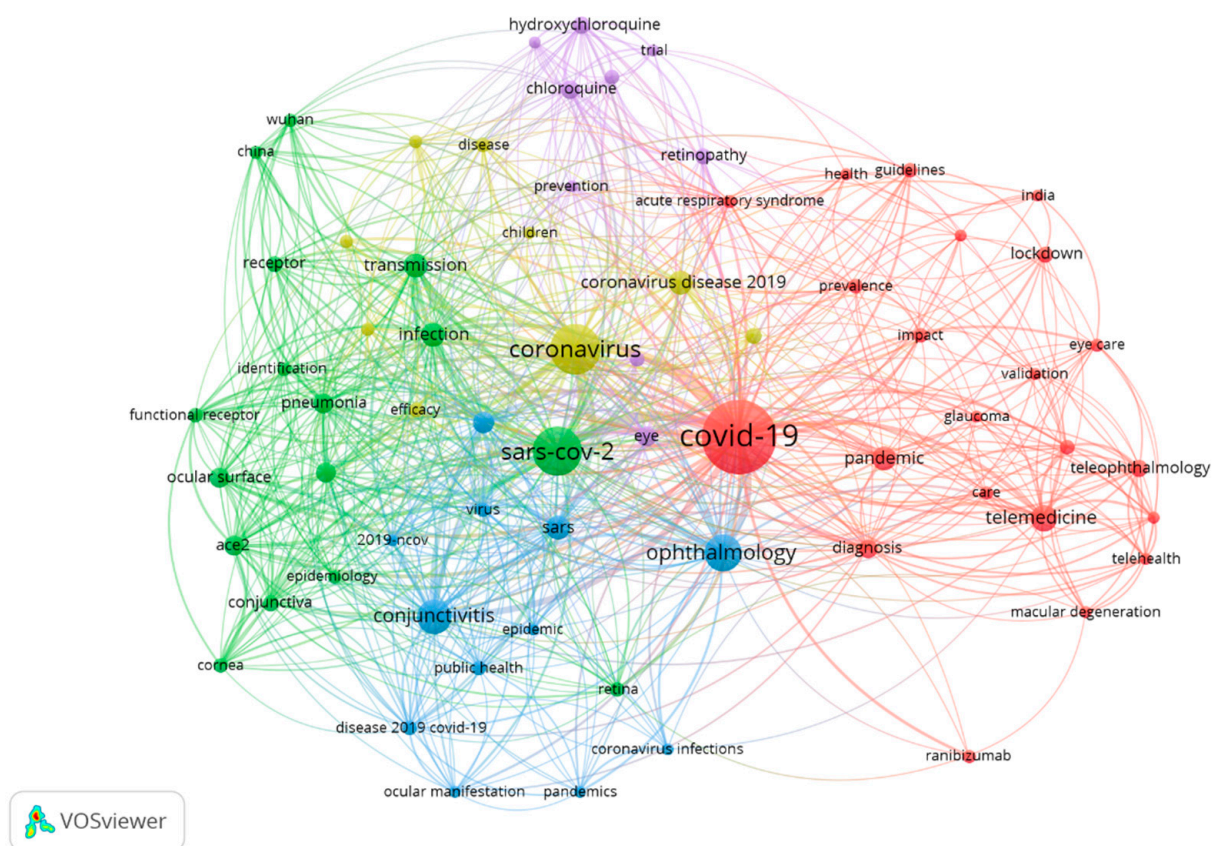 hydroxychloroquine
trial
chloroquine
wuhan
china
disease
retinopathy
health
guidelines
prevention
acute respiratory syndrome
india
children
receptor
transmission
lockdown
coronavirus disease 2019
prevalence
infection
impact
coronavirus
eye care
identification
validation
functional receptor
pneumonia
efficacy
glaucoma
eye
covid-19
sars-cov-2
pandemic
teleophthalmology
ocular surface
care
virus
telemedicine
sars
2019-ncov
ace2
ophthalmology
diagnosis
telehealth
epidemiology
conjunctiva
conjunctivitis
macular degeneration
epidemic
cornea
public health
retina
disease 2019 covid-19
coronavirus infections
ranibizumab
ocular manifestation
pandemics
VOSviewer